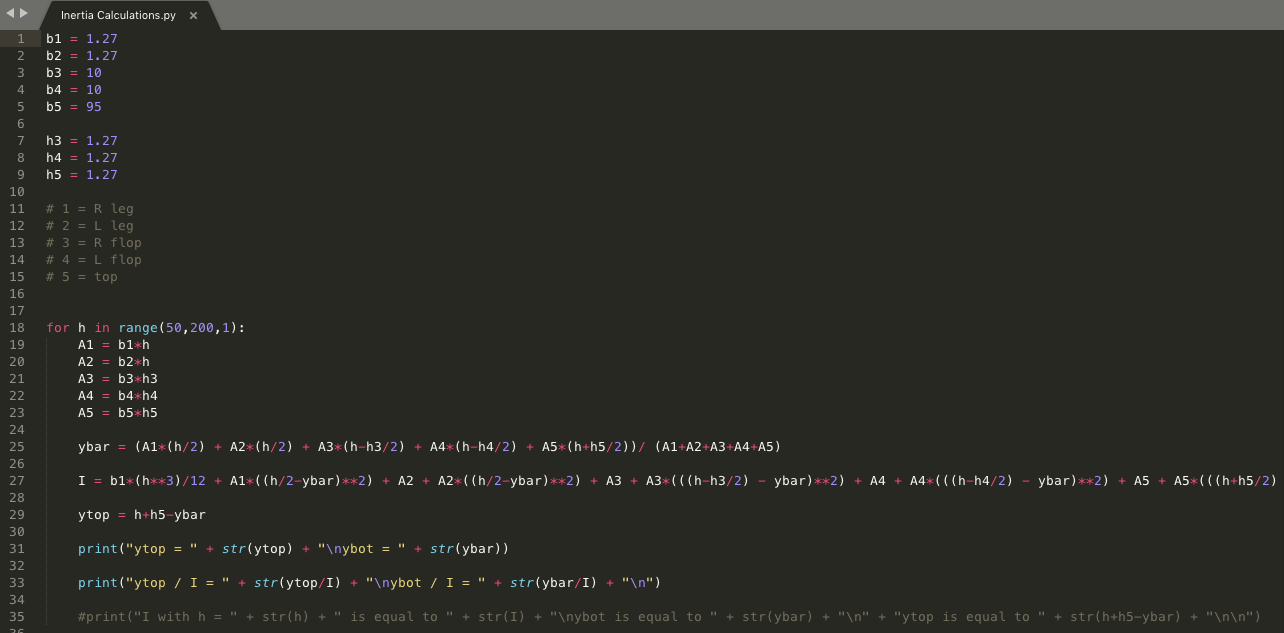 Inertia Calculations.py ×
1 b1 = 1.27
2 b2 = 1.27
3 b3 = 10
4 b4 = 10
5 b5 = 95
6
7 h3 = 1.27
8 h4 = 1.27
9 h5 = 1.27
10
11 # 1 = R leg
12 # 2 = L leg
13 # 3 = R flop
14 # 4 = L flop
15 # 5 = top
16
17
18 for h in range(50,200,1):
19     A1 = b1*h
20     A2 = b2*h
21     A3 = b3*h3
22     A4 = b4*h4
23     A5 = b5*h5
24
25     ybar = (A1*(h/2) + A2*(h/2) + A3*(h-h3/2) + A4*(h-h4/2) + A5*(h+h5/2))/ (A1+A2+A3+A4+A5)
26
27     I = b1*(h**3)/12 + A1*((h/2-ybar)**2) + A2 + A2*((h/2-ybar)**2) + A3 + A3*(((h-h3/2) - ybar)**2) + A4 + A4*(((h-h4/2) - ybar)**2) + A5 + A5*(((h+h5/2)
28
29     ytop = h+h5-ybar
30
31     print("ytop = " + str(ytop) + "\nybot = " + str(ybar))
32
33     print("ytop / I = " + str(ytop/I) + "\nybot / I = " + str(ybar/I) + "\n")
34
35     #print("I with h = " + str(h) + " is equal to " + str(I) + "\nybot is equal to " + str(ybar) + "\n" + "ytop is equal to " + str(h+h5-ybar) + "\n\n")
36